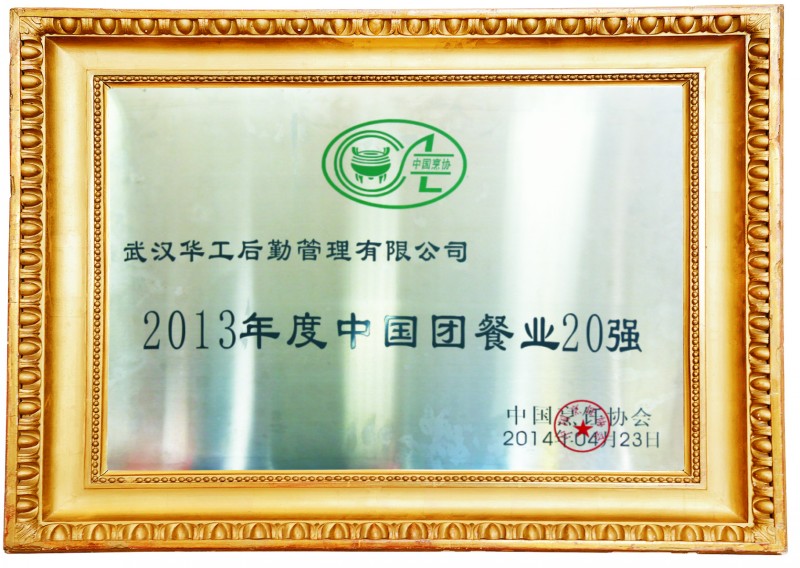 中国烹协
武汉华工后勤管理有限公司
2013年度中国团餐业20强
中国烹饪协会
2014年04月23日